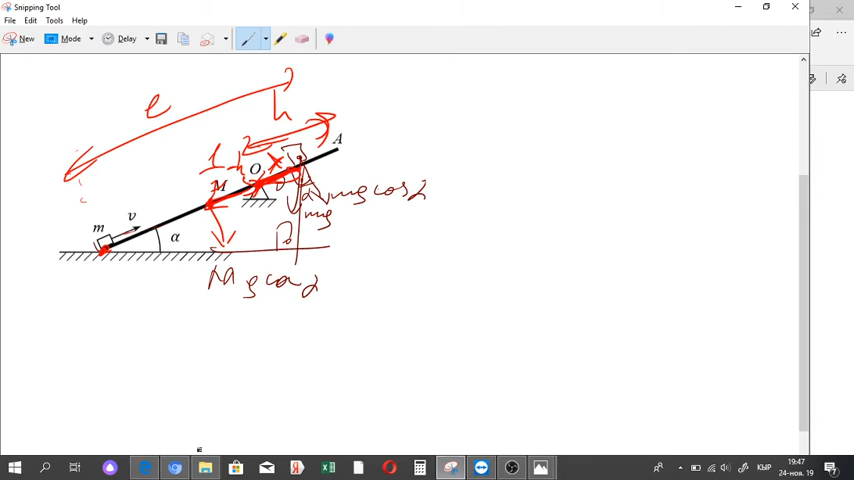 Snipping Tool
File Edit Tools Help
New Mode Delay
e
h
A
O
x
M
v
m
α
mg cos α
mg
Mg cos α
19:47
КЫР
24-ноя. 19
7